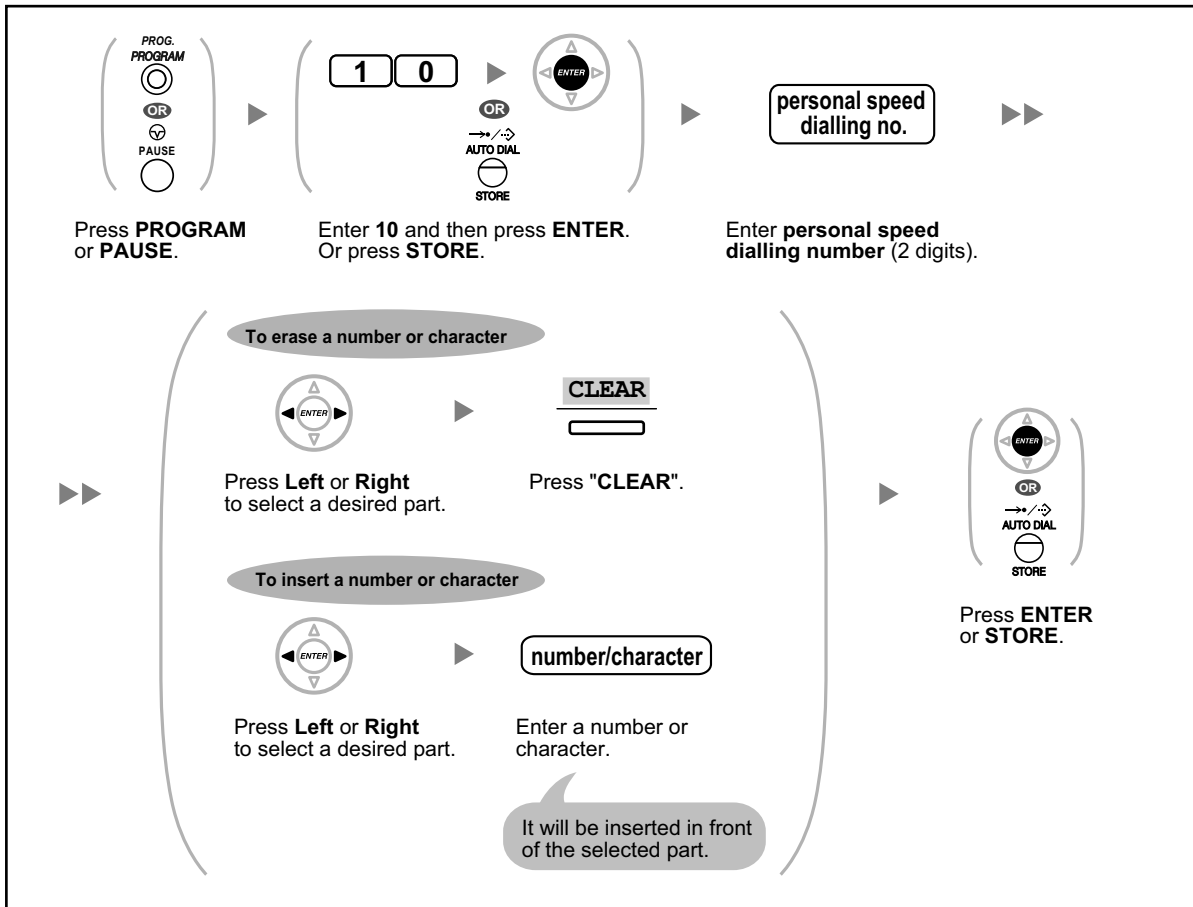 PROG.
PROGRAM
OR
PAUSE
Press PROGRAM
or PAUSE.
1 0
ENTER
OR
AUTO DIAL
STORE
Enter 10 and then press ENTER.
Or press STORE.
personal speed
dialling no.
Enter personal speed
dialling number (2 digits).
To erase a number or character
ENTER
Press Left or Right
to select a desired part.
CLEAR
Press "CLEAR".
To insert a number or character
ENTER
Press Left or Right
to select a desired part.
number/character
Enter a number or
character.
It will be inserted in front
of the selected part.
ENTER
OR
AUTO DIAL
STORE
Press ENTER
or STORE.